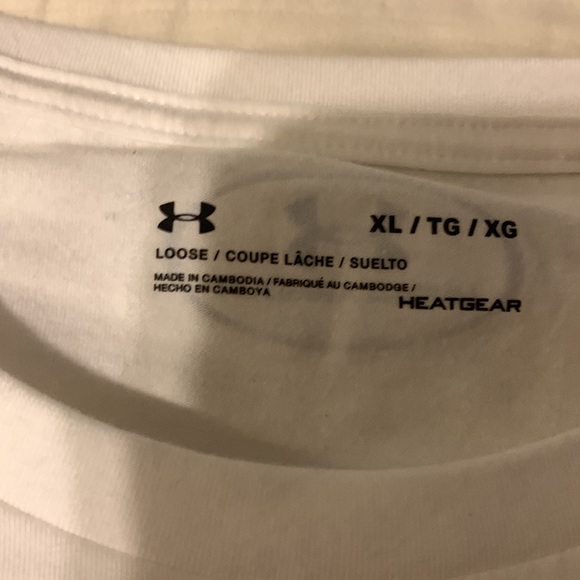 XL / TG / XG
LOOSE / COUPE LÂCHE / SUELTO
MADE IN CAMBODIA / FABRIQUÉ AU CAMBODGE /
HECHO EN CAMBOYA
HEATGEAR